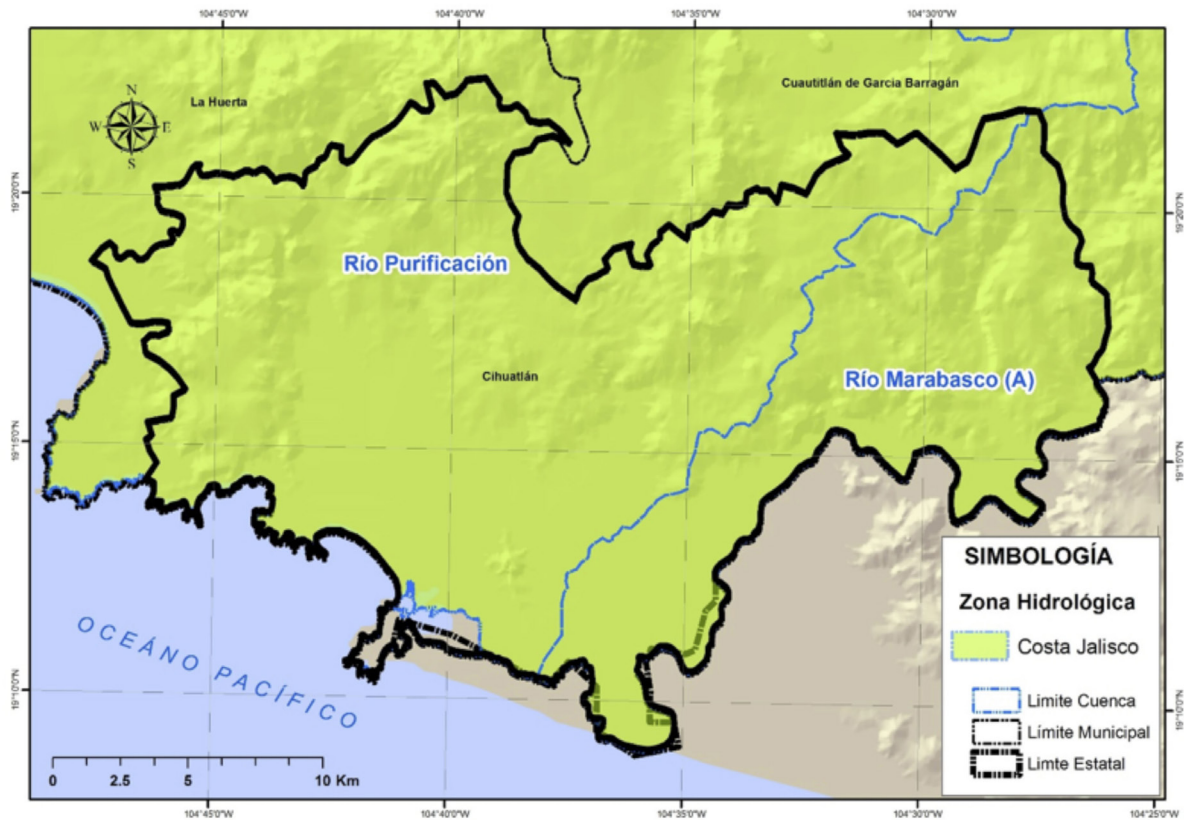 104°45'0"W 104°40'0"W 104°35'0"W 104°30'0"W 104°25'0"W
La Huerta
Cuautitlán de Garcia Barragán
N
W E
S
19°20'0"N
19°20'0"N
Río Purificación
Cihuatlán
Río Marabasco (A)
19°15'0"N
19°15'0"N
SIMBOLOGÍA
Zona Hidrológica
Costa Jalisco
Limite Cuenca
Límite Municipal
Limte Estatal
OCEÁNO PACÍFICO
19°10'0"N
19°10'0"N
0 2.5 5 10 Km
104°45'0"W 104°40'0"W 104°35'0"W 104°30'0"W 104°25'0"W